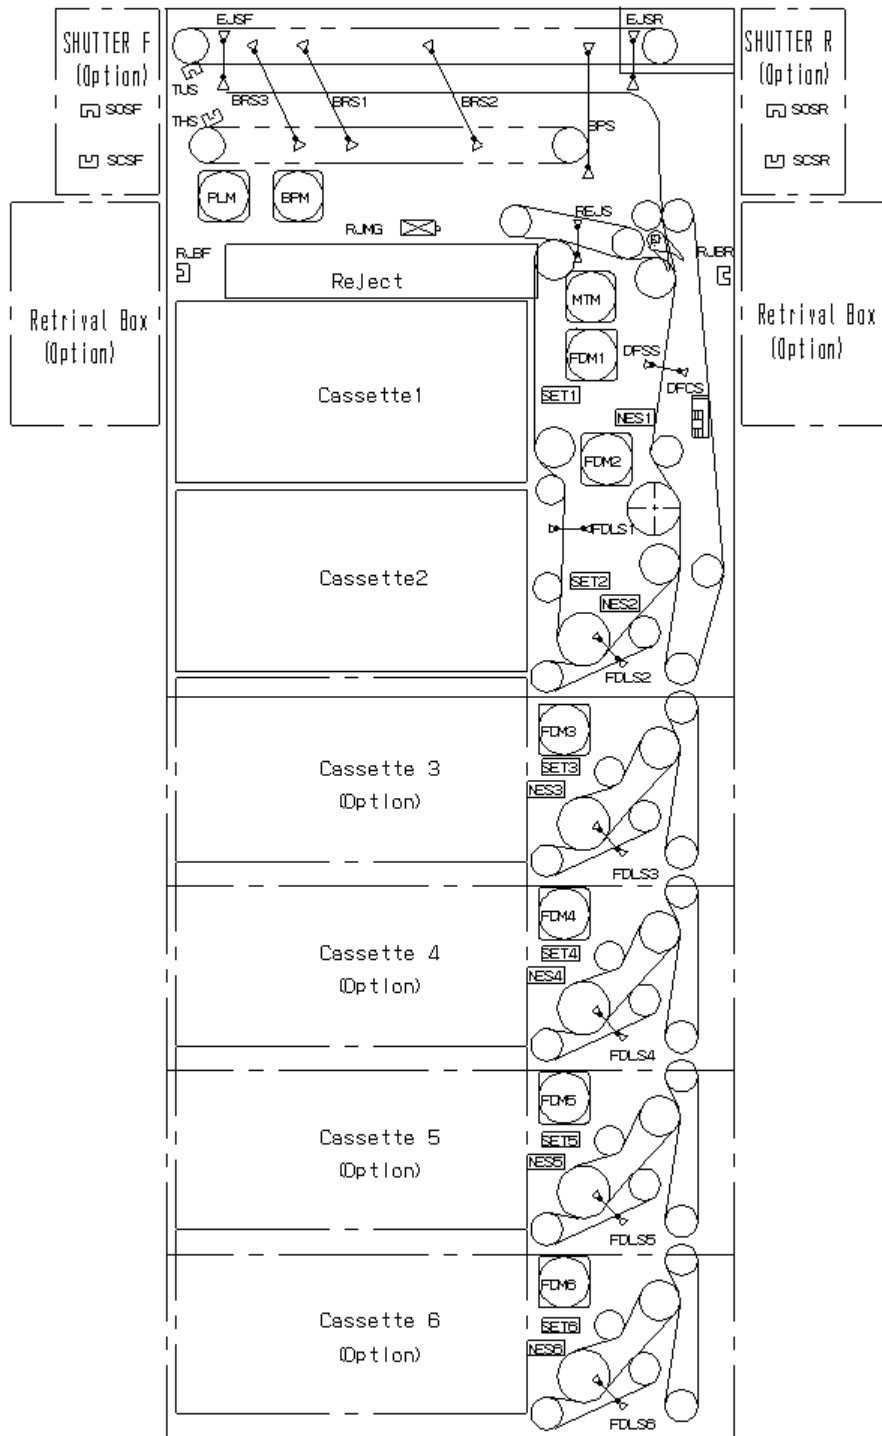 EJSF
EJSR
SHUTTER F
(Option)
SHUTTER R
(Option)
TUS
BRS3
BRS1
BRS2
SOSF
SOSR
THS
BPS
SCSF
SCSR
PLM
BPM
REJS
RJMG
RJBF
RJBR
Reject
MTM
Retrival Box
(Option)
Retrival Box
(Option)
FDM1
DFSS
DFCS
Cassette1
SET1
NES1
FDM2
FDLS1
Cassette2
SET2
NES2
FDLS2
FDM3
Cassette 3
(Option)
SET3
NES3
FDLS3
FDM4
Cassette 4
(Option)
SET4
NES4
FDLS4
FDM5
Cassette 5
(Option)
SET5
NES5
FDLS5
FDM6
Cassette 6
(Option)
SET6
NES6
FDLS6